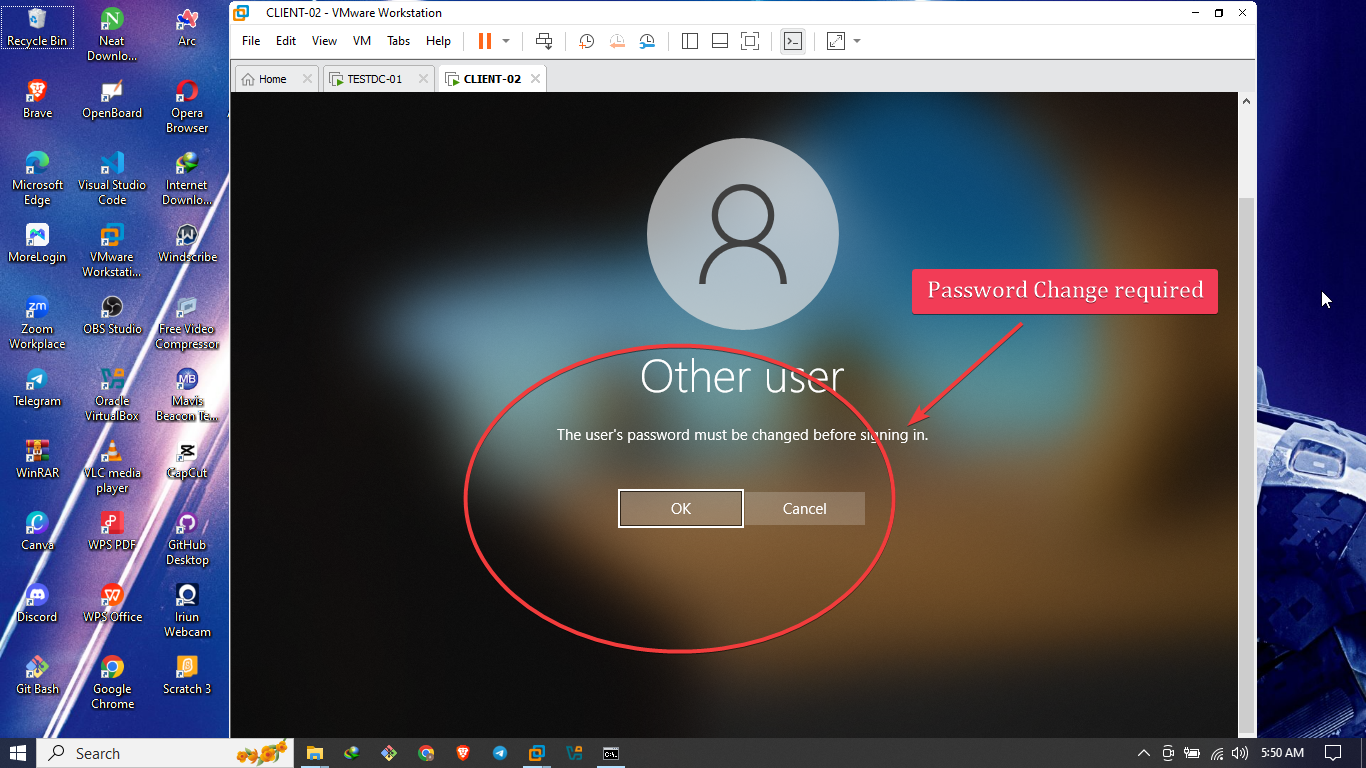 CLIENT-02 - VMware Workstation
File Edit View VM Tabs Help
Home
TESTDC-01
CLIENT-02
Recycle Bin
Neat
Downlo...
Arc
Brave
OpenBoard
Opera
Browser
Microsoft
Edge
Visual Studio
Code
Internet
Downlo...
MoreLogin
VMware
Workstati...
Windscribe
zm
Zoom
Workplace
OBS Studio
Free Video
Compressor
Telegram
Oracle
VirtualBox
MB
Mavis
Beacon Te...
WinRAR
VLC media
player
CapCut
Canva
WPS PDF
GitHub
Desktop
Discord
WPS Office
Iriun
Webcam
Git Bash
Google
Chrome
Scratch 3
Password Change required
Other user
The user's password must be changed before signing in.
OK
Cancel
Search
5:50 AM